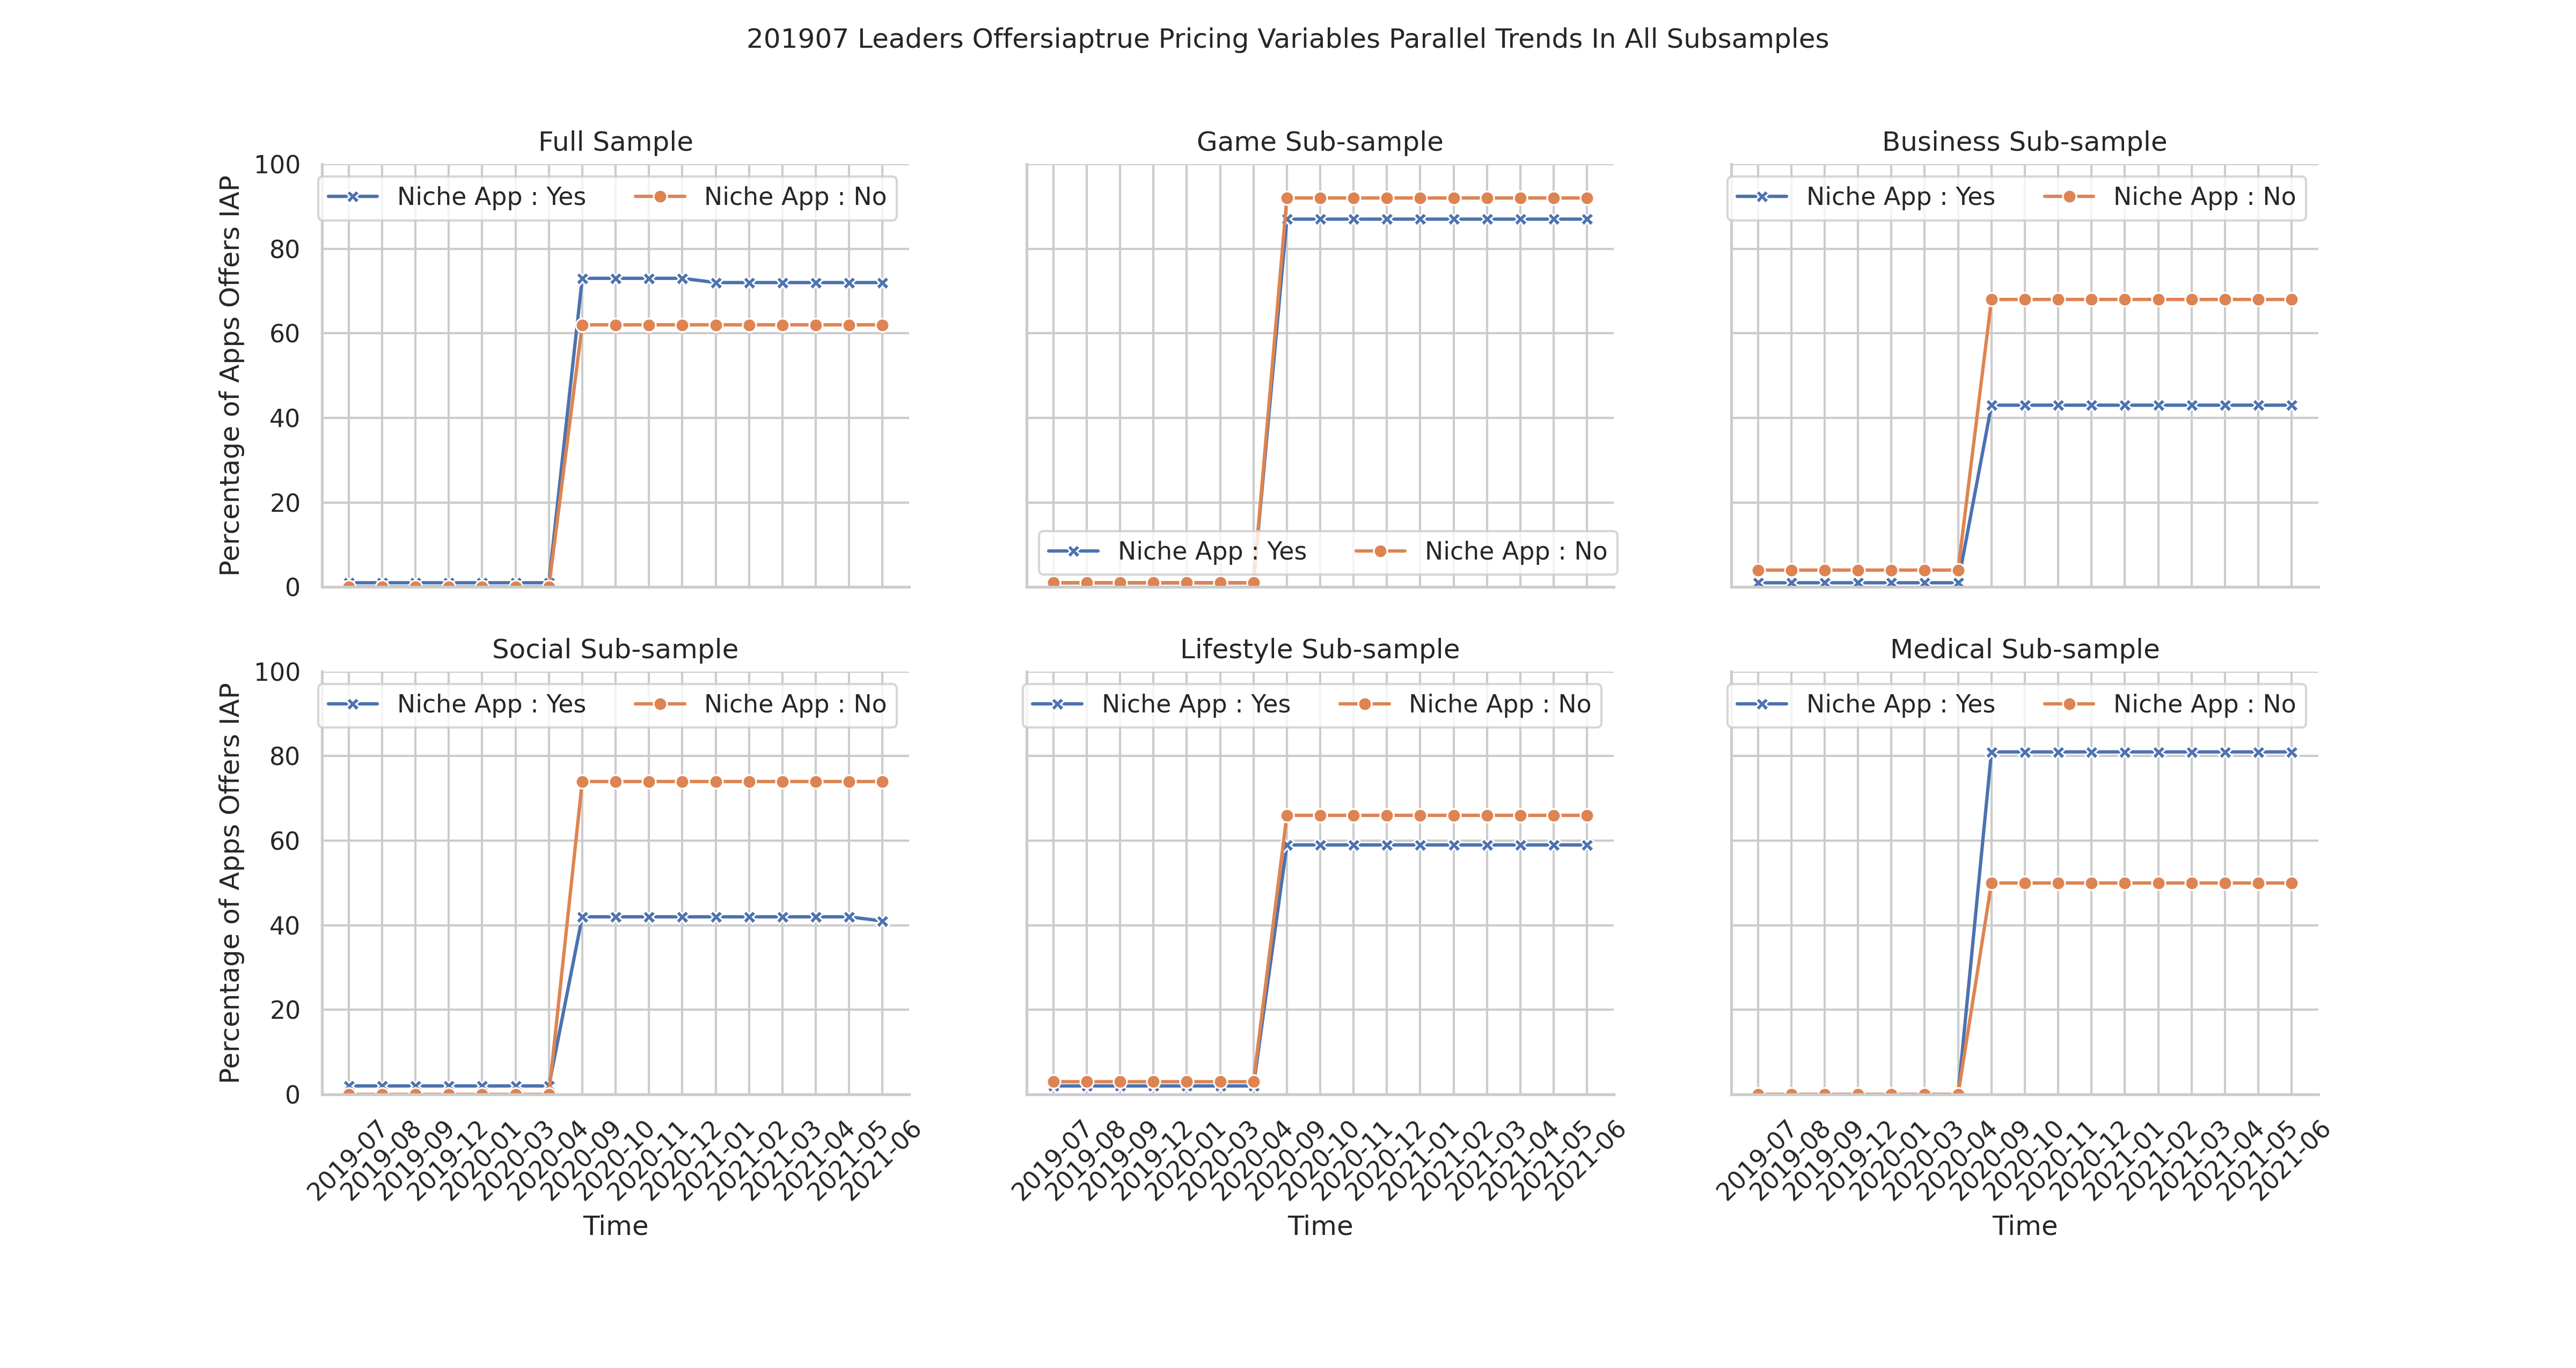 201907 Leaders Offersiaptrue Pricing Variables Parallel Trends In All Subsamples
Full Sample
Game Sub-sample
Business Sub-sample
Percentage of Apps Offers IAP
100
80
60
40
20
0
Niche App : Yes
Niche App : No
Niche App : Yes
Niche App : No
Niche App : Yes
Niche App : No
Social Sub-sample
Lifestyle Sub-sample
Medical Sub-sample
Percentage of Apps Offers IAP
100
80
60
40
20
0
Niche App : Yes
Niche App : No
Niche App : Yes
Niche App : No
Niche App : Yes
Niche App : No
2019-07
2019-08
2019-09
2019-12
2020-01
2020-03
2020-04
2020-09
2020-10
2020-11
2020-12
2021-01
2021-02
2021-03
2021-04
2021-05
2021-06
2019-07
2019-08
2019-09
2019-12
2020-01
2020-03
2020-04
2020-09
2020-10
2020-11
2020-12
2021-01
2021-02
2021-03
2021-04
2021-05
2021-06
2019-07
2019-08
2019-09
2019-12
2020-01
2020-03
2020-04
2020-09
2020-10
2020-11
2020-12
2021-01
2021-02
2021-03
2021-04
2021-05
2021-06
Time
Time
Time